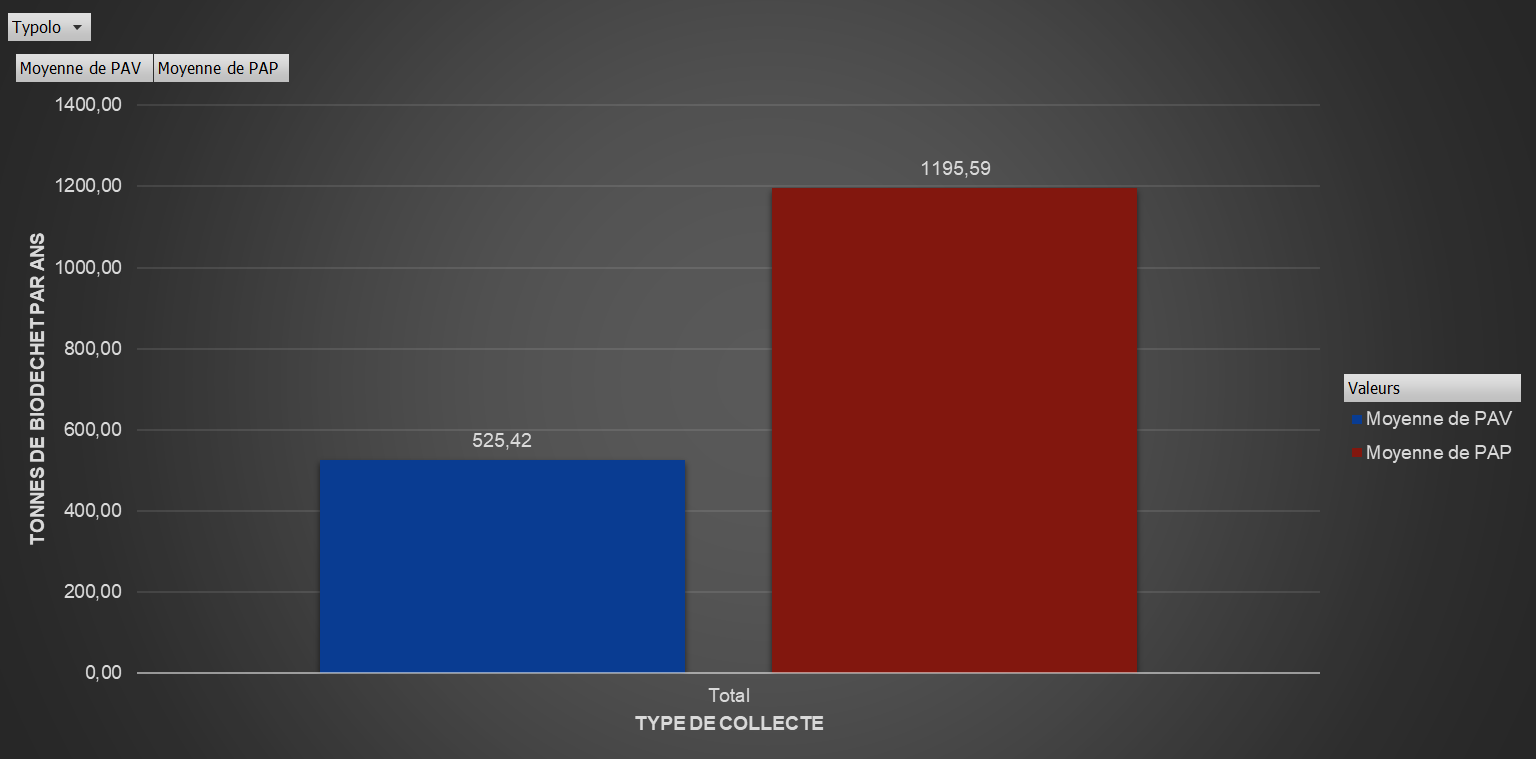 Typolo
Moyenne de PAV
Moyenne de PAP
1400,00
1200,00
1000,00
800,00
600,00
400,00
200,00
0,00
TONNES DE BIODECHET PAR ANS
525,42
1195,59
Total
TYPE DE COLLECTE
Valeurs
Moyenne de PAV
Moyenne de PAP